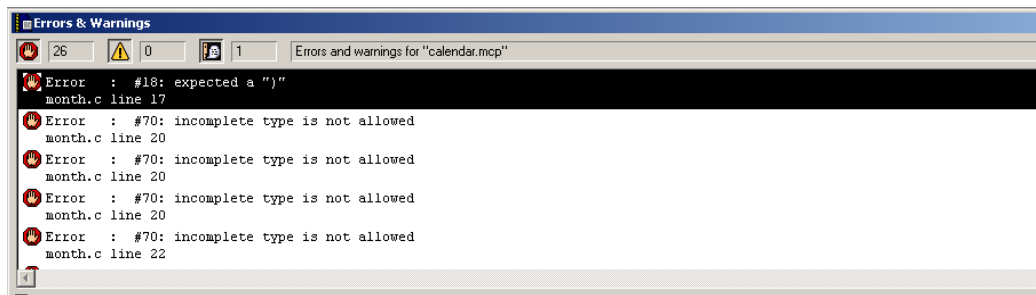 Errors & Warnings
26 0 1 Errors and warnings for "calendar.mcp"
Error : #18: expected a ")"
month.c line 17
Error : #70: incomplete type is not allowed
month.c line 20
Error : #70: incomplete type is not allowed
month.c line 20
Error : #70: incomplete type is not allowed
month.c line 20
Error : #70: incomplete type is not allowed
month.c line 22